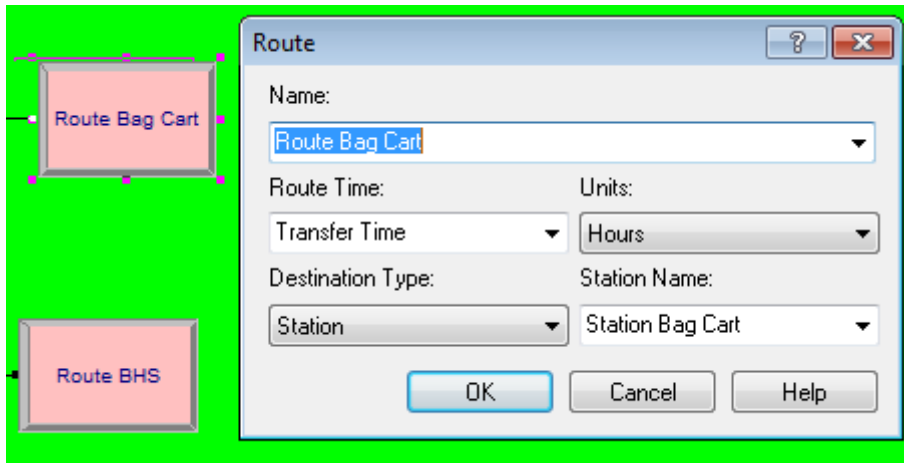 Route
Route Bag Cart
Name:
Route Bag Cart
Route Time:
Units:
Transfer Time
Hours
Destination Type:
Station Name:
Station
Station Bag Cart
Route BHS
OK
Cancel
Help